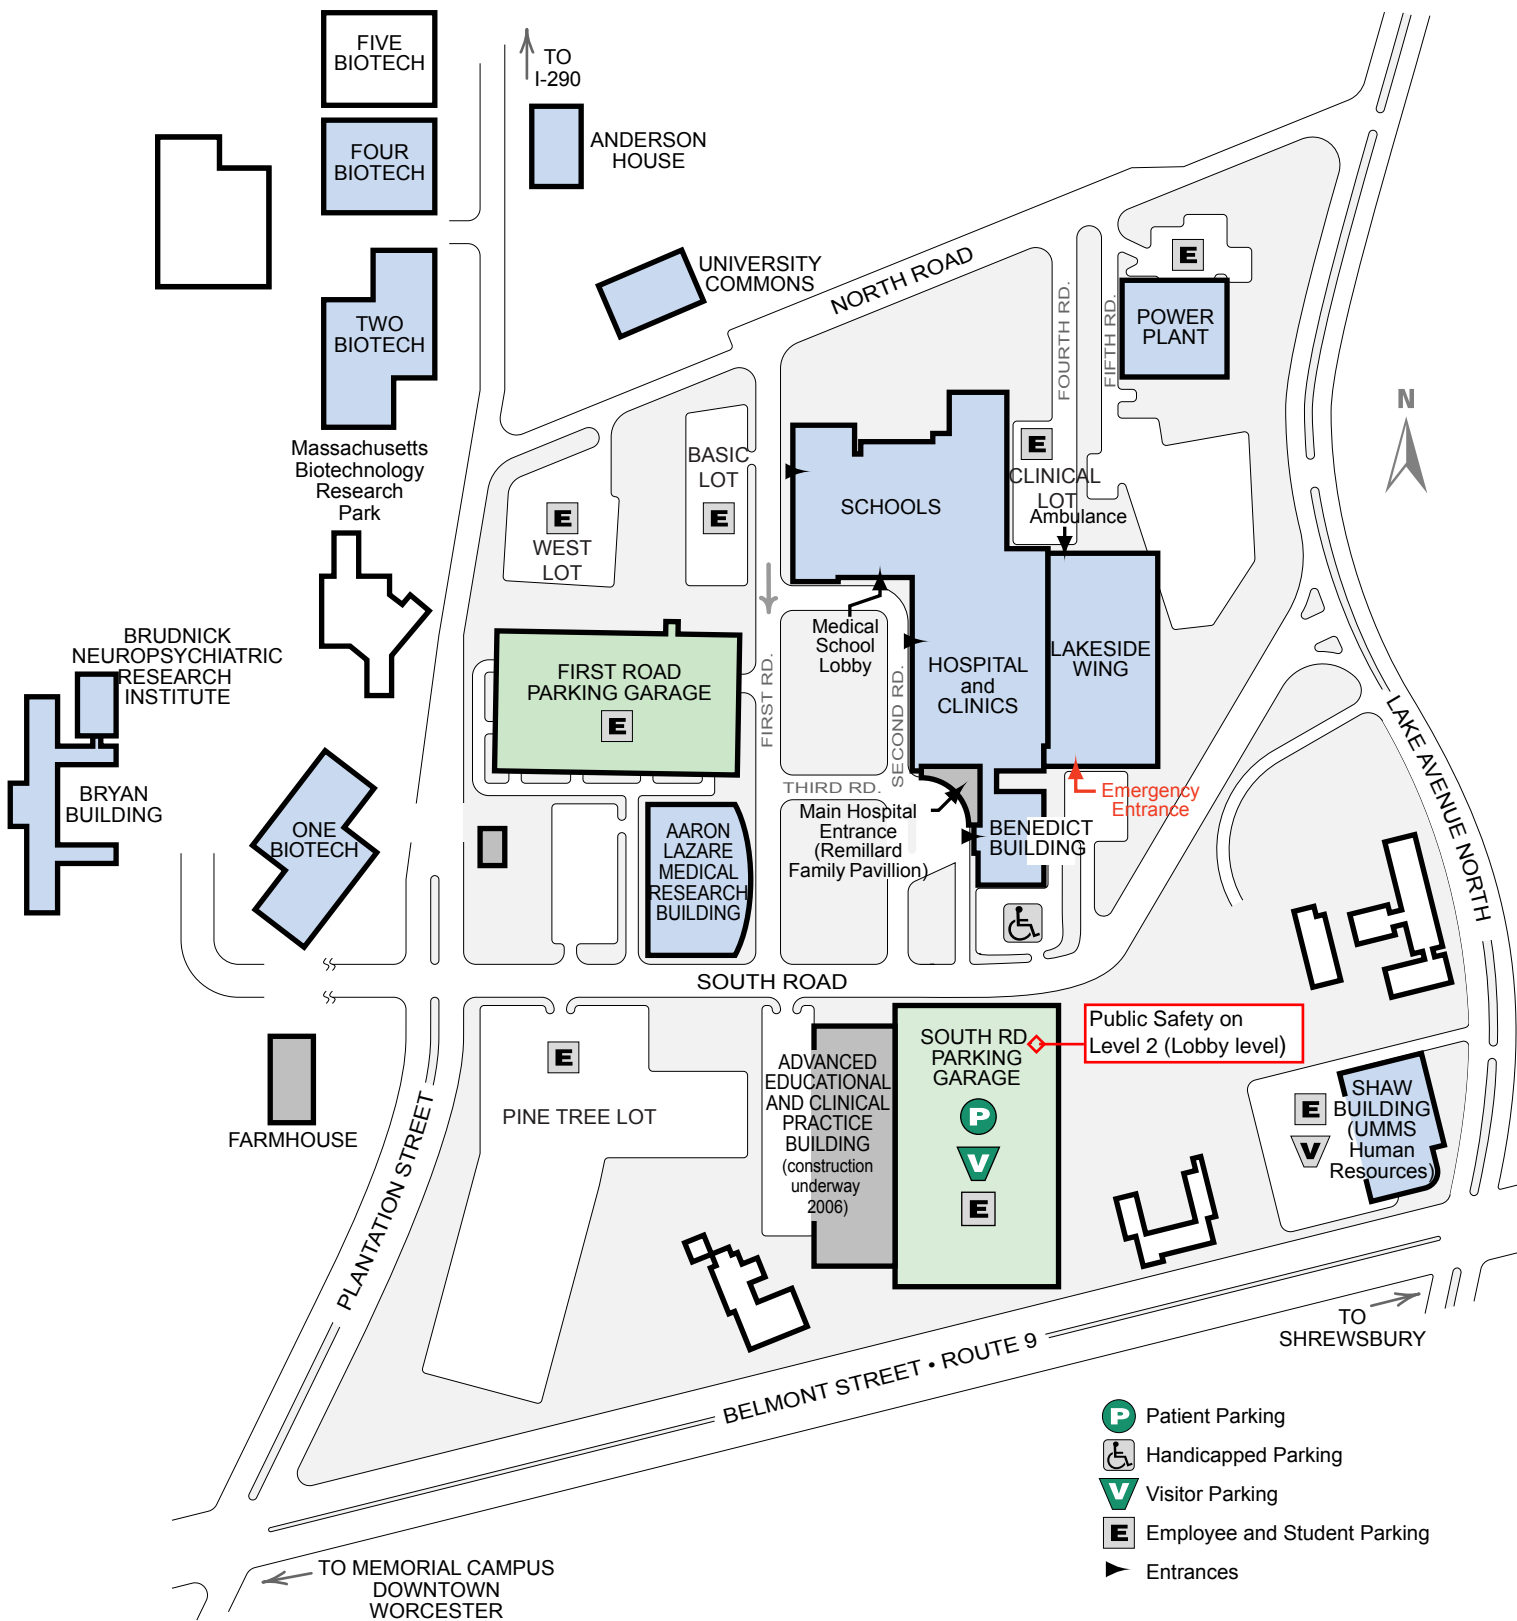 FIVE
BIOTECH
TO
I-290
FOUR
BIOTECH
ANDERSON
HOUSE
UNIVERSITY
COMMONS
NORTH ROAD
E
FOURTH RD.
FIFTH RD.
POWER
PLANT
TWO
BIOTECH
N
Massachusetts
Biotechnology
Research
Park
BASIC
LOT
E
E
CLINICAL
LOT
Ambulance
SCHOOLS
E
WEST
LOT
Medical
School
Lobby
BRUDNICK
NEUROPSYCHIATRIC
RESEARCH
INSTITUTE
FIRST ROAD
PARKING GARAGE
E
FIRST RD.
SECOND RD.
HOSPITAL
and
CLINICS
LAKESIDE
WING
LAKE AVENUE NORTH
THIRD RD.
BRYAN
BUILDING
ONE
BIOTECH
AARON
LAZARE
MEDICAL
RESEARCH
BUILDING
Main Hospital
Entrance
(Remillard
Family Pavillion)
BENEDICT
BUILDING
Emergency
Entrance
SOUTH ROAD
FARMHOUSE
PLANTATION STREET
E
PINE TREE LOT
ADVANCED
EDUCATIONAL
AND CLINICAL
PRACTICE
BUILDING
(construction
underway
2006)
SOUTH RD
PARKING
GARAGE
P
V
E
Public Safety on
Level 2 (Lobby level)
E
V
SHAW
BUILDING
(UMMS
Human
Resources)
TO
SHREWSBURY
BELMONT STREET • ROUTE 9
P Patient Parking
Handicapped Parking
V Visitor Parking
E Employee and Student Parking
Entrances
TO MEMORIAL CAMPUS
DOWNTOWN
WORCESTER